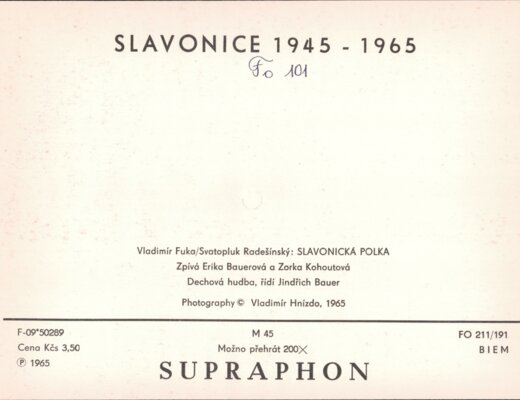 SLAVONICE 1945 - 1965
Fo 101
Vladimír Fuka/Svatopluk Radešínský: SLAVONICKÁ POLKA
Zpívá Erika Bauerová a Zorka Kohoutová
Dechová hudba, řídí Jindřich Bauer
Photography © Vladimír Hnízdo, 1965
F-09*50289 M 45 FO 211/191
Cena Kčs 3,50 Možno přehrát 200X BIEM
Ⓟ 1965 SUPRAPHON